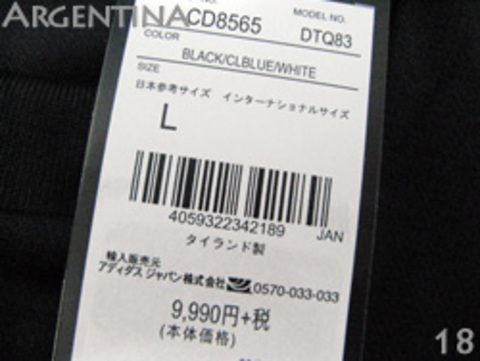 ARGENTINA
CD8565
MODEL NO.
DTQ83
COLOR
BLACK/CLBLUE/WHITE
SIZE
日本参考サイズ インターナショナルサイズ
L
4059322342189 JAN
タイランド製
輸入販売元
アディダス ジャパン株式会社 0570-033-033
9,990円+税
(本体価格)
18